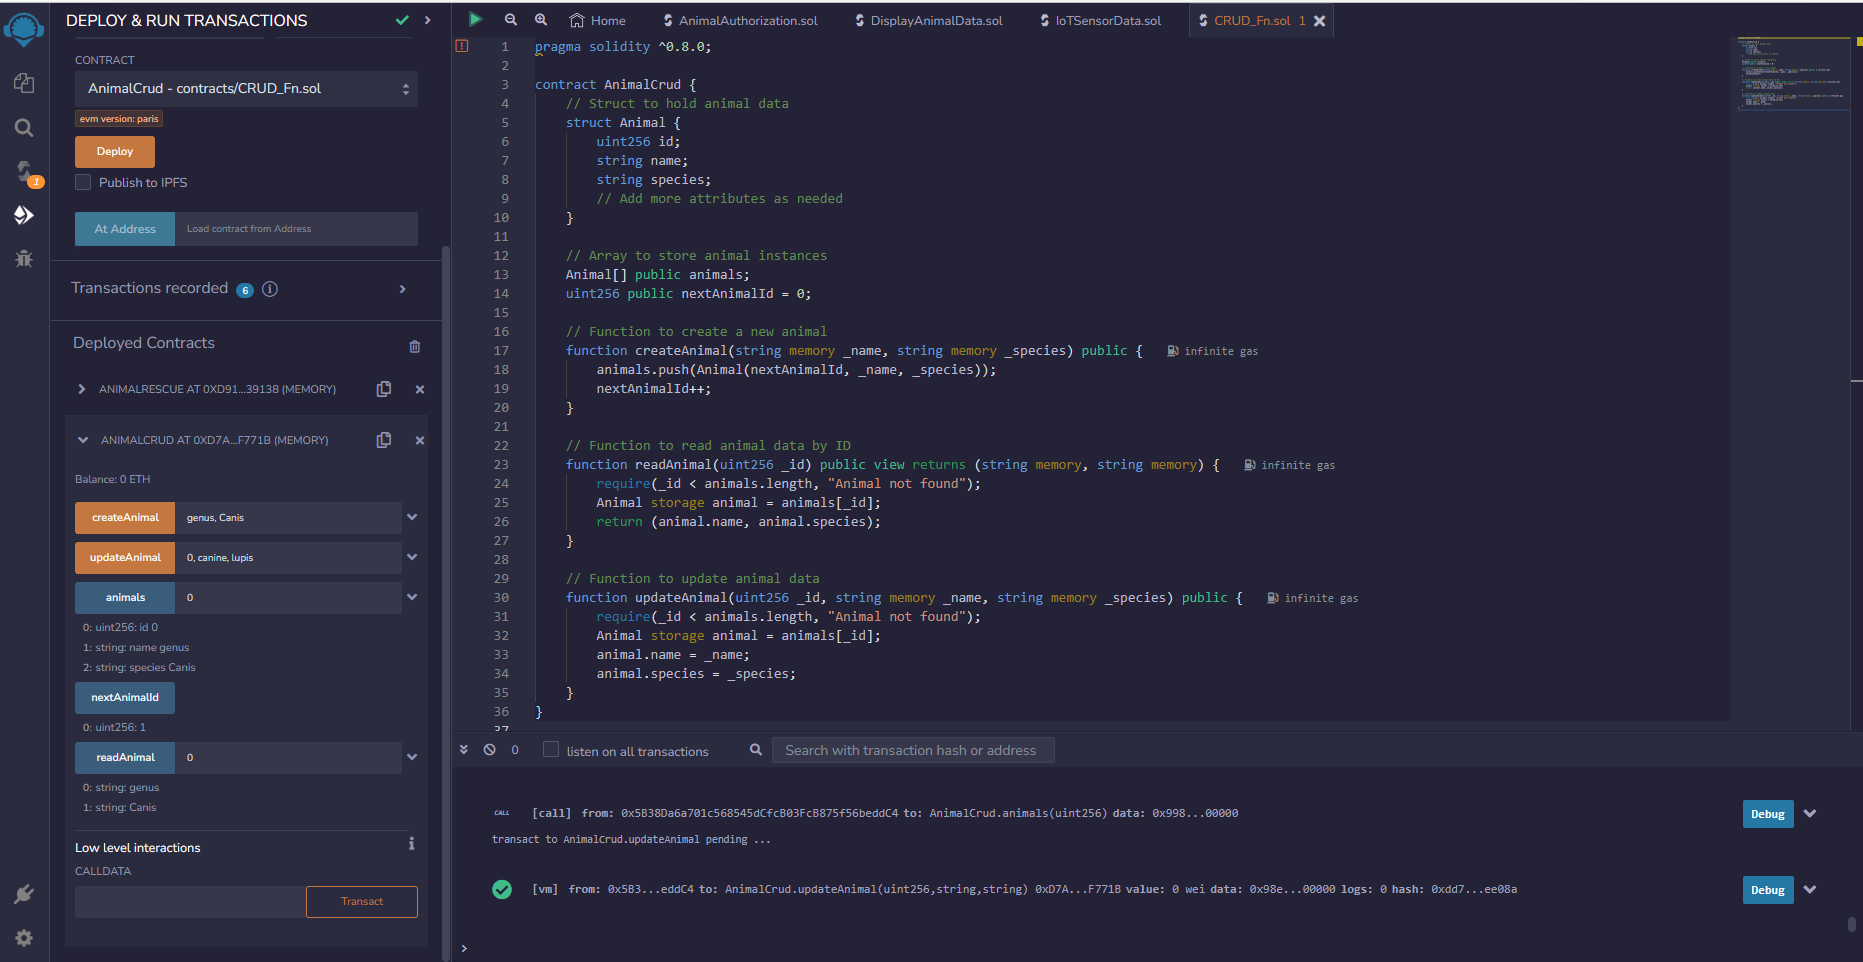 DEPLOY & RUN TRANSACTIONS
CONTRACT
AnimalCrud - contracts/CRUD_Fn.sol
evm version: paris
Deploy
Publish to IPFS
At Address
Load contract from Address
Transactions recorded 6
Deployed Contracts
ANIMALRESCUE AT 0XD91...39138 (MEMORY)
ANIMALCRUD AT 0XD7A...F771B (MEMORY)
Balance: 0 ETH
createAnimal genus, Canis
updateAnimal 0, canine, lupis
animals 0
0: uint256: id 0
1: string: name genus
2: string: species Canis
nextAnimalId
0: uint256: 1
readAnimal 0
0: string: genus
1: string: Canis
Low level interactions
CALLDATA
Transact
1
Home
AnimalAuthorization.sol
DisplayAnimalData.sol
IoTSensorData.sol
CRUD_Fn.sol 1
1 pragma solidity ^0.8.0;
2
3 contract AnimalCrud {
4 // Struct to hold animal data
5 struct Animal {
6 uint256 id;
7 string name;
8 string species;
9 // Add more attributes as needed
10 }
11
12 // Array to store animal instances
13 Animal[] public animals;
14 uint256 public nextAnimalId = 0;
15
16 // Function to create a new animal
17 function createAnimal(string memory _name, string memory _species) public { infinite gas
18 animals.push(Animal(nextAnimalId, _name, _species));
19 nextAnimalId++;
20 }
21
22 // Function to read animal data by ID
23 function readAnimal(uint256 _id) public view returns (string memory, string memory) { infinite gas
24 require(_id < animals.length, "Animal not found");
25 Animal storage animal = animals[_id];
26 return (animal.name, animal.species);
27 }
28
29 // Function to update animal data
30 function updateAnimal(uint256 _id, string memory _name, string memory _species) public { infinite gas
31 require(_id < animals.length, "Animal not found");
32 Animal storage animal = animals[_id];
33 animal.name = _name;
34 animal.species = _species;
35 }
36 }
37
0 listen on all transactions Search with transaction hash or address
CALL [call] from: 0x5B38Da6a701c568545dCfcB03FcB875f56beddC4 to: AnimalCrud.animals(uint256) data: 0x998...00000 Debug
transact to AnimalCrud.updateAnimal pending ...
[vm] from: 0x5B3...eddC4 to: AnimalCrud.updateAnimal(uint256,string,string) 0xD7A...F771B value: 0 wei data: 0x98e...00000 logs: 0 hash: 0xdd7...ee08a Debug
>